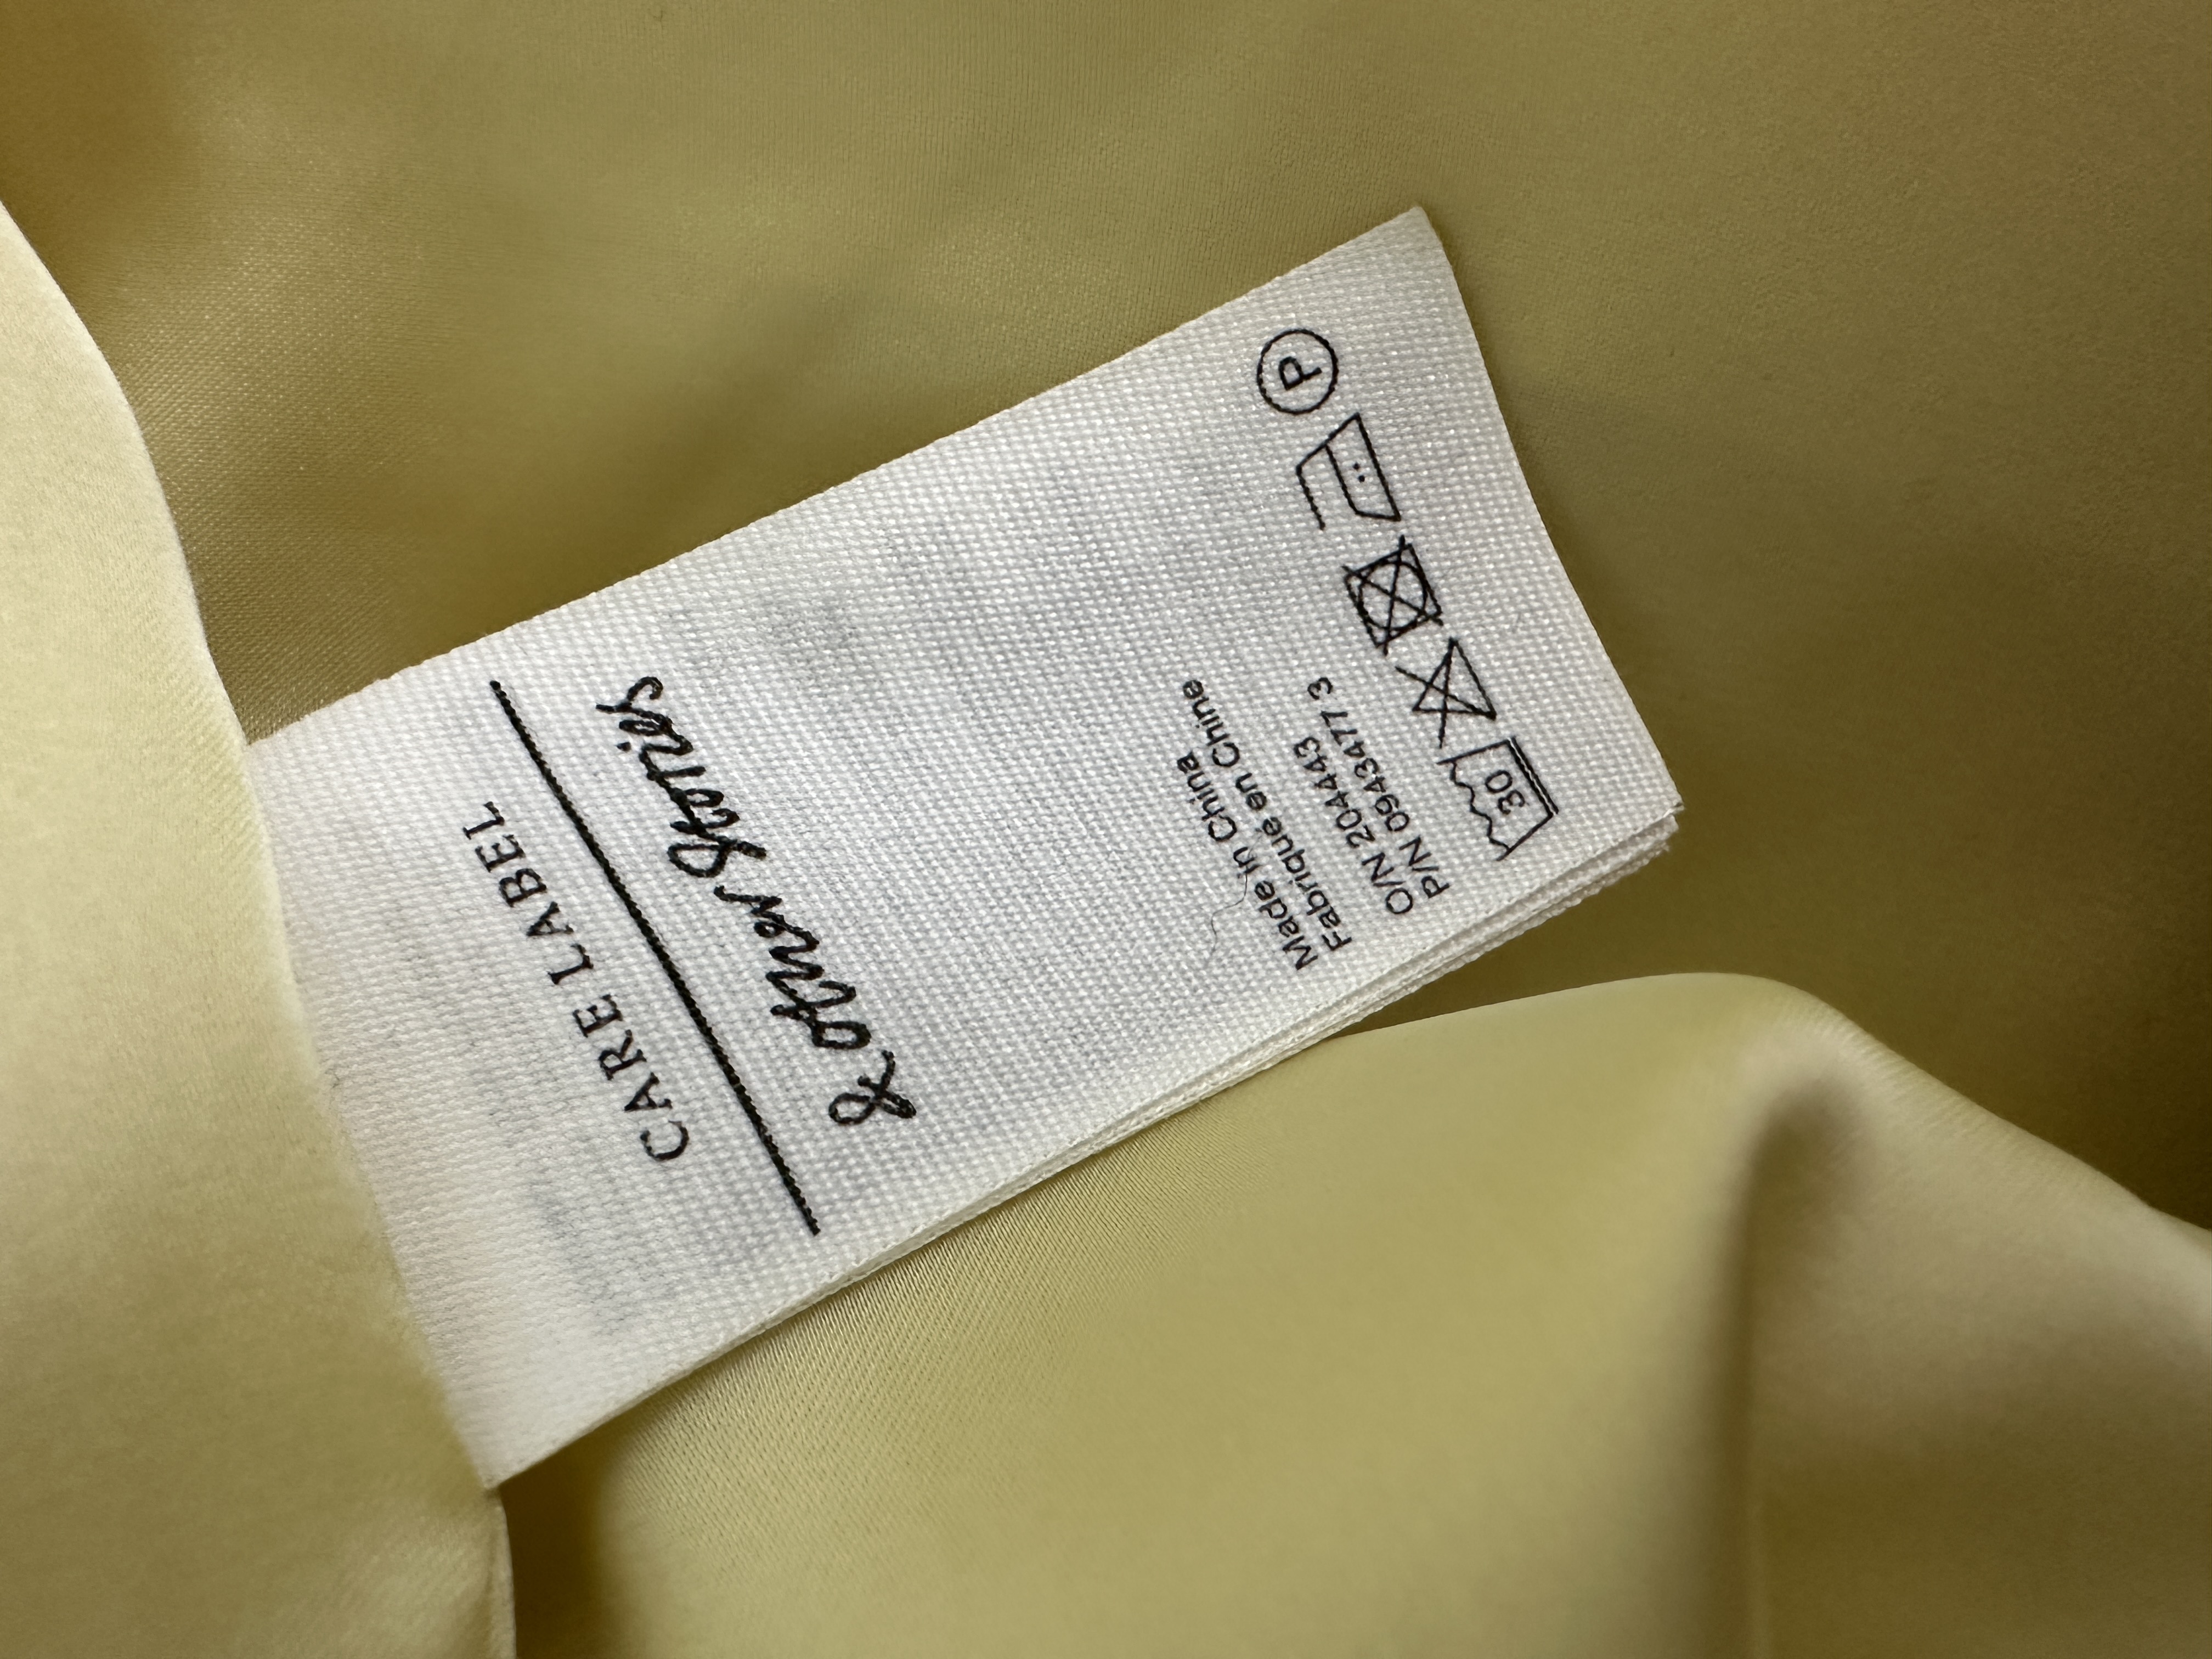 CARE LABEL
& other Stories
Made in China
Fabriqué en Chine
O/N 2044443
P/N 0943477 3
30 P